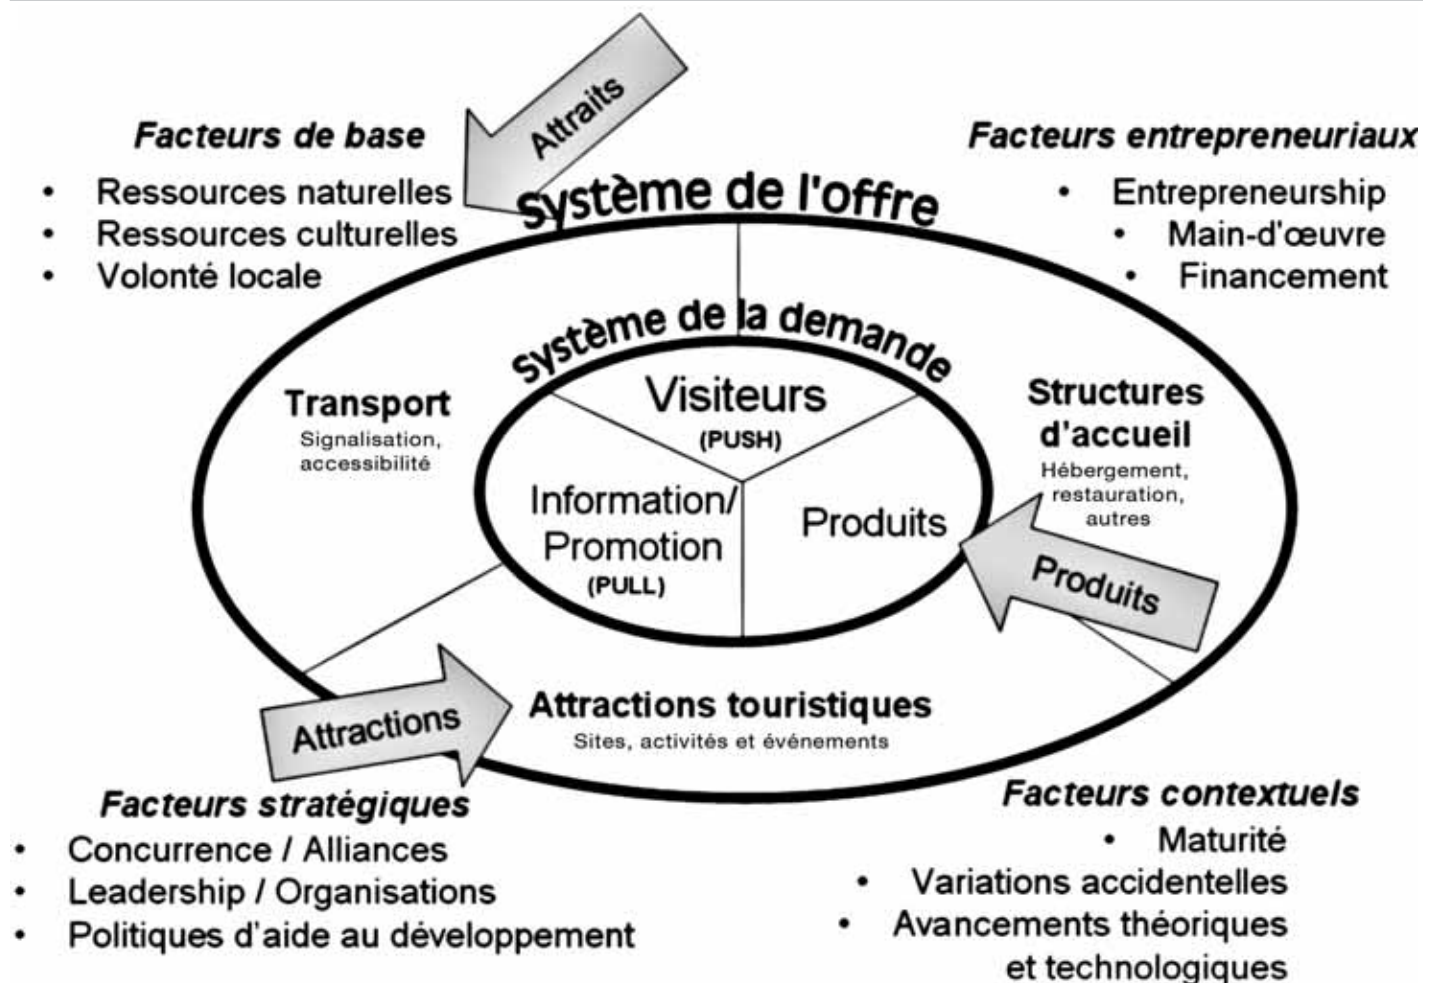 Attraits
Facteurs de base
• Ressources naturelles
• Ressources culturelles
• Volonté locale
Facteurs entrepreneuriaux
• Entrepreneurship
• Main-d'œuvre
• Financement
Système de l'offre
Système de la demande
Transport
Signalisation,
accessibilité
Visiteurs
(PUSH)
Information/
Promotion
(PULL)
Produits
Structures
d'accueil
Hébergement,
restauration,
autres
Produits
Attractions
Attractions touristiques
Sites, activités et événements
Facteurs stratégiques
• Concurrence / Alliances
• Leadership / Organisations
• Politiques d'aide au développement
Facteurs contextuels
• Maturité
• Variations accidentelles
• Avancements théoriques
et technologiques